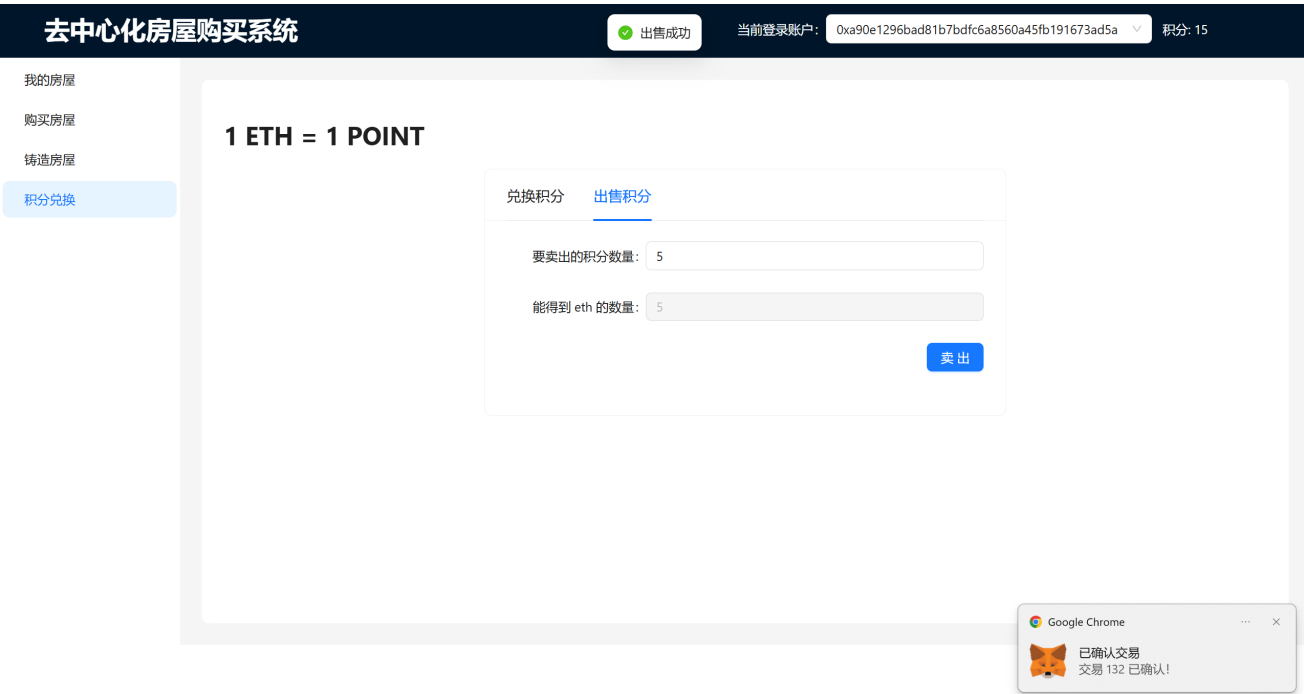 去中心化房屋购买系统
出售成功
当前登录账户: 0xa90e1296bad81b7bdfc6a8560a45fb191673ad5a 积分: 15
我的房屋
购买房屋
铸造房屋
积分兑换
1 ETH = 1 POINT
兑换积分 出售积分
要卖出的积分数量: 5
能得到 eth 的数量: 5
卖 出
Google Chrome
已确认交易
交易 132 已确认!